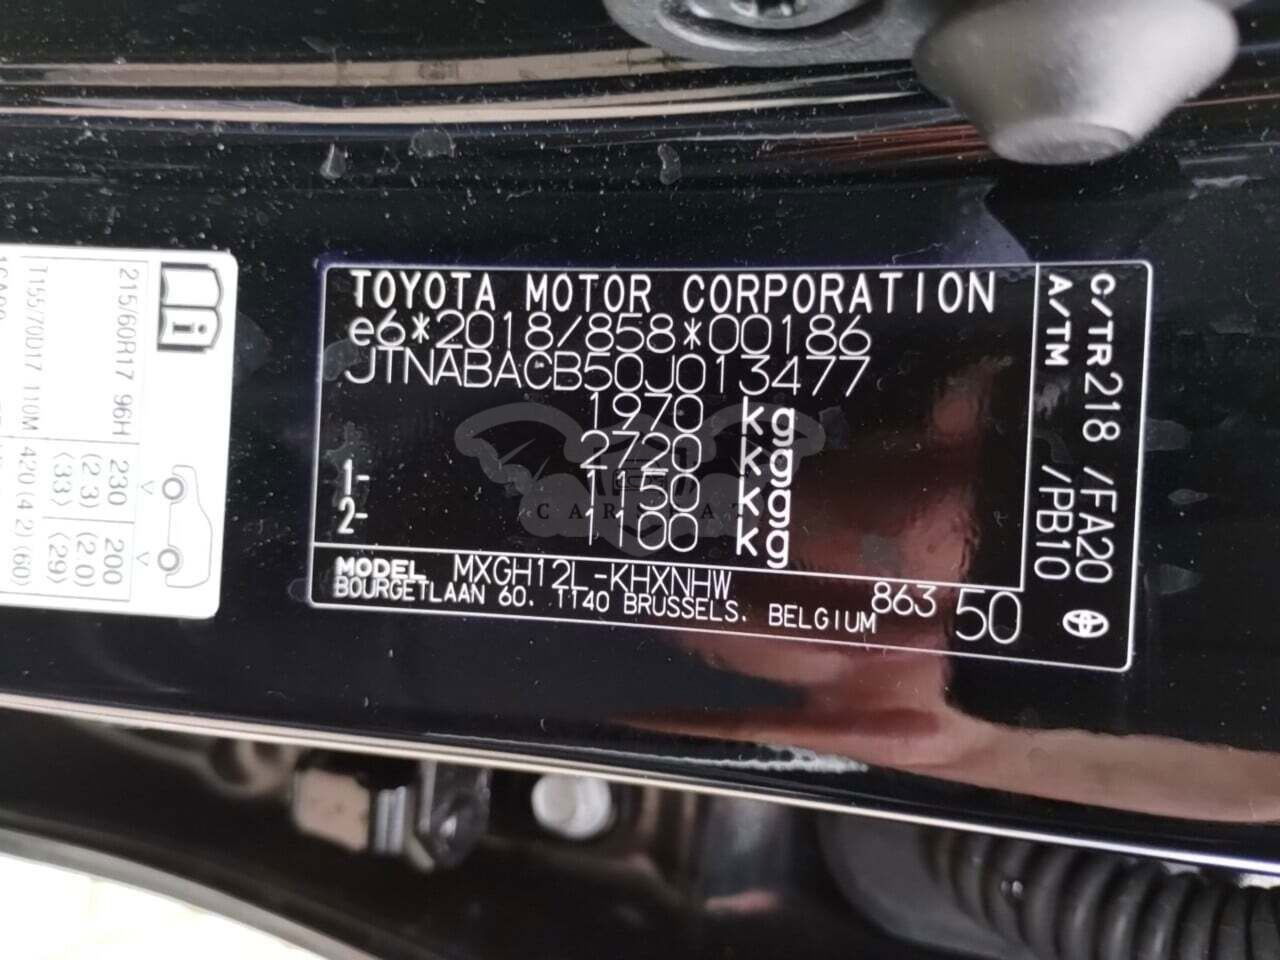 TOYOTA MOTOR CORPORATION
e6*2018/858*00186
JTNABACB50J013477
1970 kg
2720 kg
1- 1150 kg
2- 1100 kg
MODEL MXGH12L-KHXNHW
BOURGETLAAN 60, 1140 BRUSSELS, BELGIUM
863 50
C/TR218 /FA20
A/TM /PB10
215/60R17 96H 230 (2.3) ⟨33⟩ 200 (2.0) ⟨29⟩
T155/70D17 110M 420 (4.2) ⟨60⟩
CARSTAT